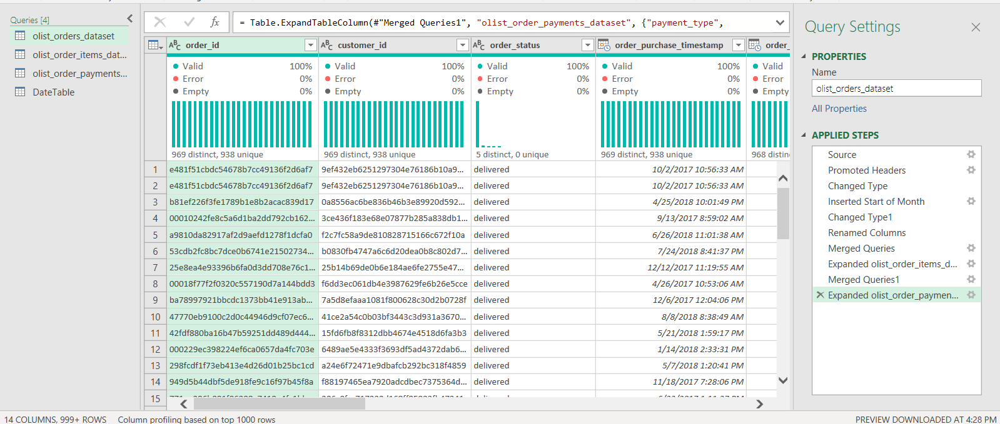 Queries [4]
olist_orders_dataset
olist_order_items_dat...
olist_order_payments...
DateTable
fx
= Table.ExpandTableColumn(#"Merged Queries1", "olist_order_payments_dataset", {"payment_type",
ABC order_id ABC customer_id ABC order_status order_purchase_timestamp order_
Valid 100% Valid 100% Valid 100% Valid 100% Valid
Error 0% Error 0% Error 0% Error 0% Error
Empty 0% Empty 0% Empty 0% Empty 0% Empty
969 distinct, 938 unique 969 distinct, 938 unique 5 distinct, 0 unique 969 distinct, 938 unique 968 distin
1 e481f51cbdc54678b7cc49136f2d6af7 9ef432eb6251297304e76186b10a9... delivered 10/2/2017 10:56:33 AM
2 e481f51cbdc54678b7cc49136f2d6af7 9ef432eb6251297304e76186b10a9... delivered 10/2/2017 10:56:33 AM
3 b81ef226f3fe1789b1e8b2acac839d17 0a8556ac6be836b46b3e89920d592... delivered 4/25/2018 10:01:49 PM
4 00010242fe8c5a6d1ba2dd792cb162... 3ce436f183e68e07877b285a838db1... delivered 9/13/2017 8:59:02 AM
5 a9810da82917af2d9aefd1278f1dcfa0 f2c7fc58a9de810828715166c672f10a delivered 6/26/2018 11:01:38 AM
6 53cdb2fc8bc7dce0b6741e21502734... b0830fb4747a6c6d20dea0b8c802d7... delivered 7/24/2018 8:41:37 PM
7 25e8ea4e93396b6fa0d3dd708e76c1... 25b14b69de0b6e184ae6fe2755e47... delivered 12/12/2017 11:19:55 AM
8 00018f77f2f0320c557190d7a144bdd3 f6dd3ec061db4e3987629fe6b26e5cce delivered 4/26/2017 10:53:06 AM
9 ba78997921bbcdc1373bb41e913ab... 7a5d8efaaa1081f800628c30d2b0728f delivered 12/6/2017 12:04:06 PM
10 47770eb9100c2d0c44946d9cf07ec6... 41ce2a54c0b03bf3443c3d931a3670... delivered 8/8/2018 8:38:49 AM
11 42fdf880ba16b47b59251dd489d444... 15fd6fb8f8312dbb4674e4518d6fa3b3 delivered 5/21/2018 1:59:17 PM
12 000229ec398224ef6ca0657da4fc703e 6489ae5e4333f3693df5ad4372dab6... delivered 1/14/2018 2:33:31 PM
13 298fcdf1f73eb413e4d26d01b25bc1cd a24e6f72471e9dbafcb292bc318f4859 delivered 5/7/2018 1:20:41 PM
14 949d5b44dbf5de918fe9c16f97b45f8a f88197465ea7920adcdbec7375364d... delivered 11/18/2017 7:28:06 PM
15
14 COLUMNS, 999+ ROWS Column profiling based on top 1000 rows
Query Settings
PROPERTIES
Name
olist_orders_dataset
All Properties
APPLIED STEPS
Source
Promoted Headers
Changed Type
Inserted Start of Month
Changed Type1
Renamed Columns
Merged Queries
Expanded olist_order_items_d...
Merged Queries1
Expanded olist_order_paymen...
PREVIEW DOWNLOADED AT 4:28 PM